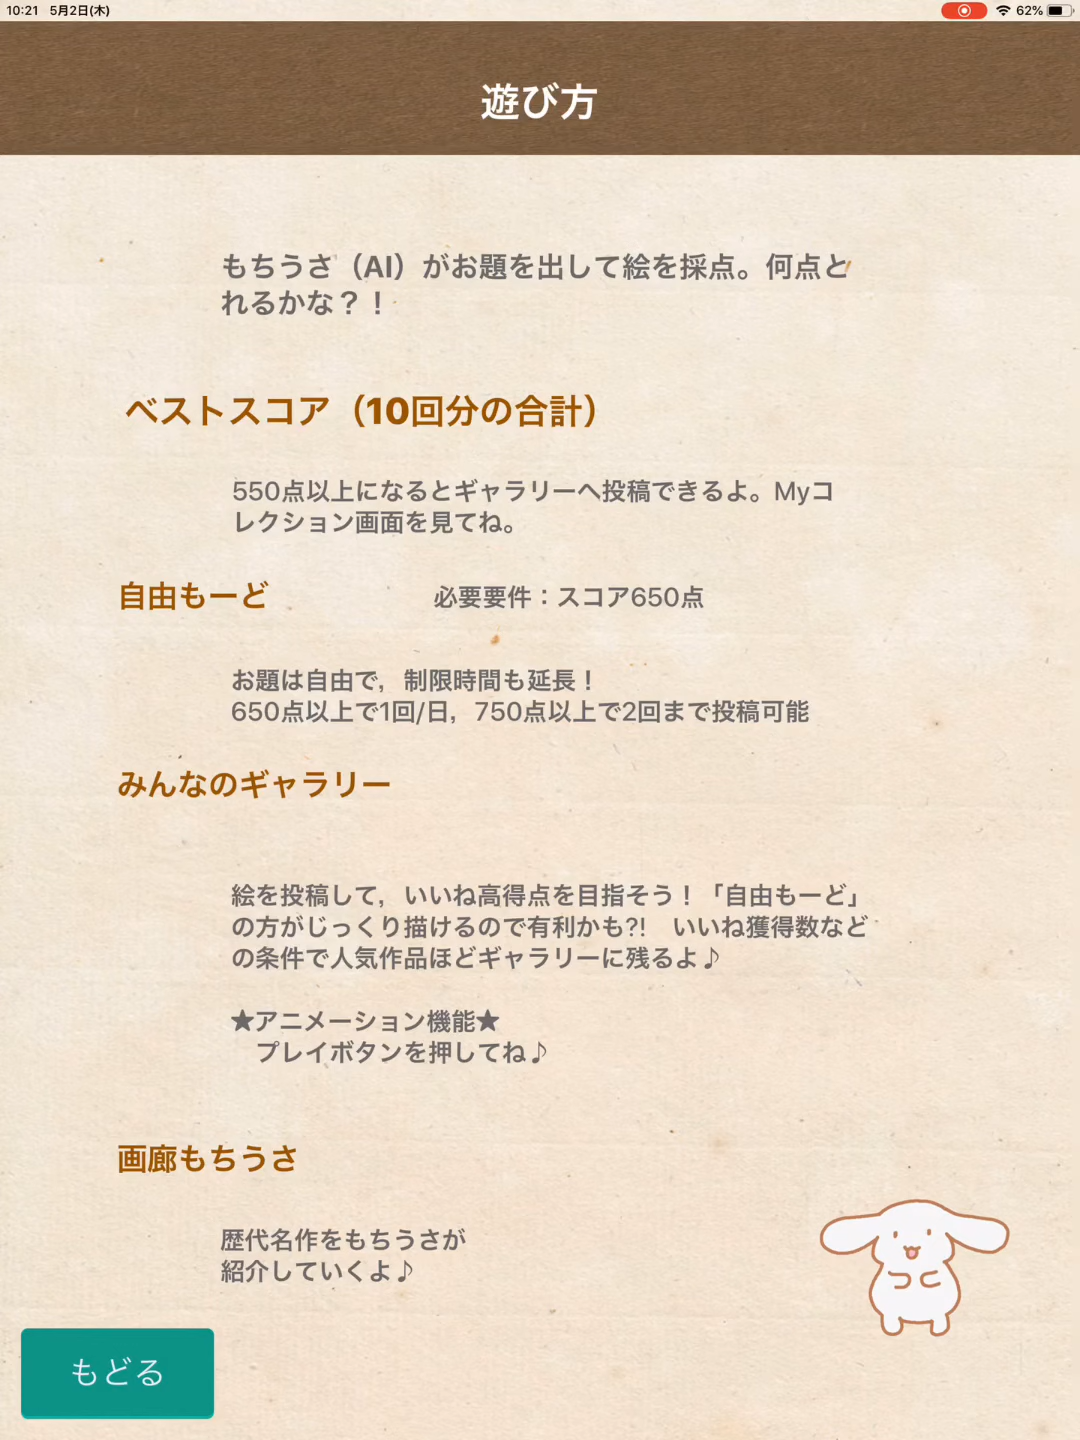 10:21 5月2日(木)
62%
遊び方
もちうさ（AI）がお題を出して絵を採点。何点と
れるかな？！
ベストスコア（10回分の合計）
550点以上になるとギャラリーへ投稿できるよ。Myコ
レクション画面を見てね。
自由もーど 必要要件：スコア650点
お題は自由で，制限時間も延長！
650点以上で1回/日，750点以上で2回まで投稿可能
みんなのギャラリー
絵を投稿して，いいね高得点を目指そう！「自由もーど」
の方がじっくり描けるので有利かも?!　いいね獲得数など
の条件で人気作品ほどギャラリーに残るよ♪
★アニメーション機能★
プレイボタンを押してね♪
画廊もちうさ
歴代名作をもちうさが
紹介していくよ♪
もどる